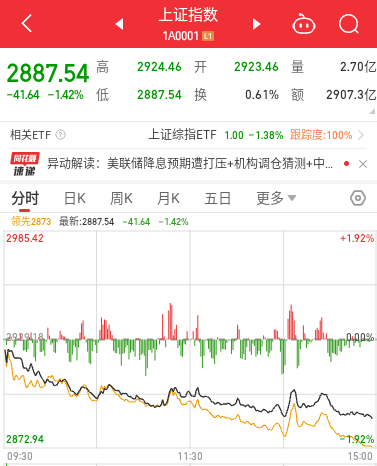 上证指数
1A0001 L1
2887.54 高 2924.46 开 2923.46 量 2.70亿
-41.64 -1.42% 低 2887.54 换 0.61% 额 2907.3亿
相关ETF ? 上证综指ETF 1.00 -1.38% 跟踪度:100%
同花顺
速递 异动解读：美联储降息预期遭打压+机构调仓猜测+中...
分时 日K 周K 月K 五日 更多
领先2873 最新:2887.54 -41.64 -1.42%
2985.42 +1.92%
2929.18 0.00%
2872.94 -1.92%
09:30 11:30 15:00